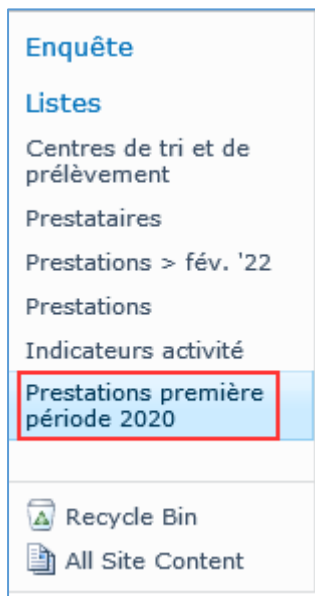 Enquête
Listes
Centres de tri et de
prélèvement
Prestataires
Prestations > fév. '22
Prestations
Indicateurs activité
Prestations première
période 2020
Recycle Bin
All Site Content